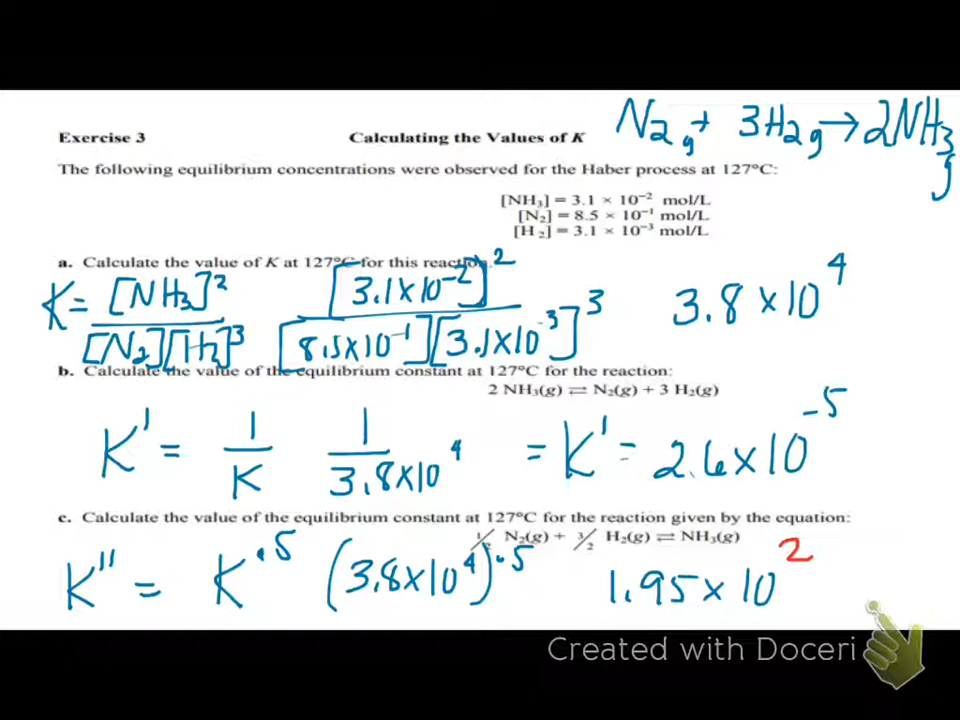 N₂g + 3H₂g → 2NH₃g
Exercise 3 Calculating the Values of K
The following equilibrium concentrations were observed for the Haber process at 127°C:
[NH₃] = 3.1 × 10⁻² mol/L
[N₂] = 8.5 × 10⁻¹ mol/L
[H₂] = 3.1 × 10⁻³ mol/L
a. Calculate the value of K at 127°C for this reaction.
K = [NH₃]² / [N₂][H₂]³ [3.1×10⁻²]² / [8.5×10⁻¹][3.1×10⁻³]³ 3.8 × 10⁴
b. Calculate the value of the equilibrium constant at 127°C for the reaction:
2 NH₃(g) ⇌ N₂(g) + 3 H₂(g)
K' = 1/K 1/3.8×10⁴ = K' = 2.6×10⁻⁵
c. Calculate the value of the equilibrium constant at 127°C for the reaction given by the equation:
1/2 N₂(g) + 3/2 H₂(g) ⇌ NH₃(g)
K'' = K^.5 (3.8×10⁴)^.5 1.95 × 10²
Created with Doceri